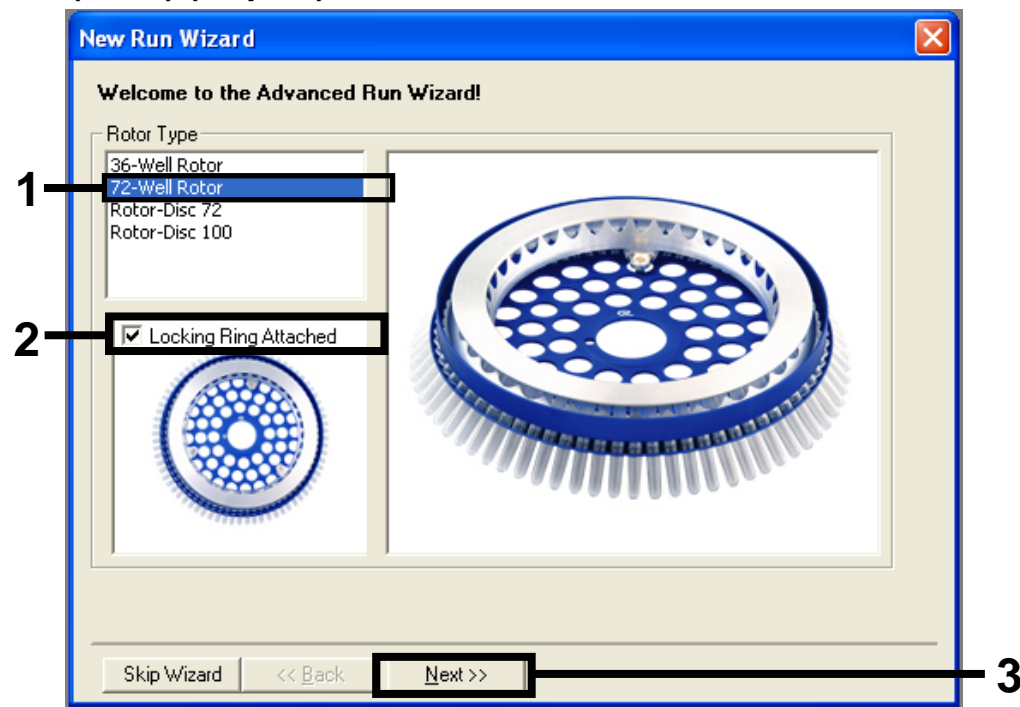 New Run Wizard
Welcome to the Advanced Run Wizard!
Rotor Type
36-Well Rotor
1
72-Well Rotor
Rotor-Disc 72
Rotor-Disc 100
2
Locking Ring Attached
Skip Wizard
<< Back
Next >>
3